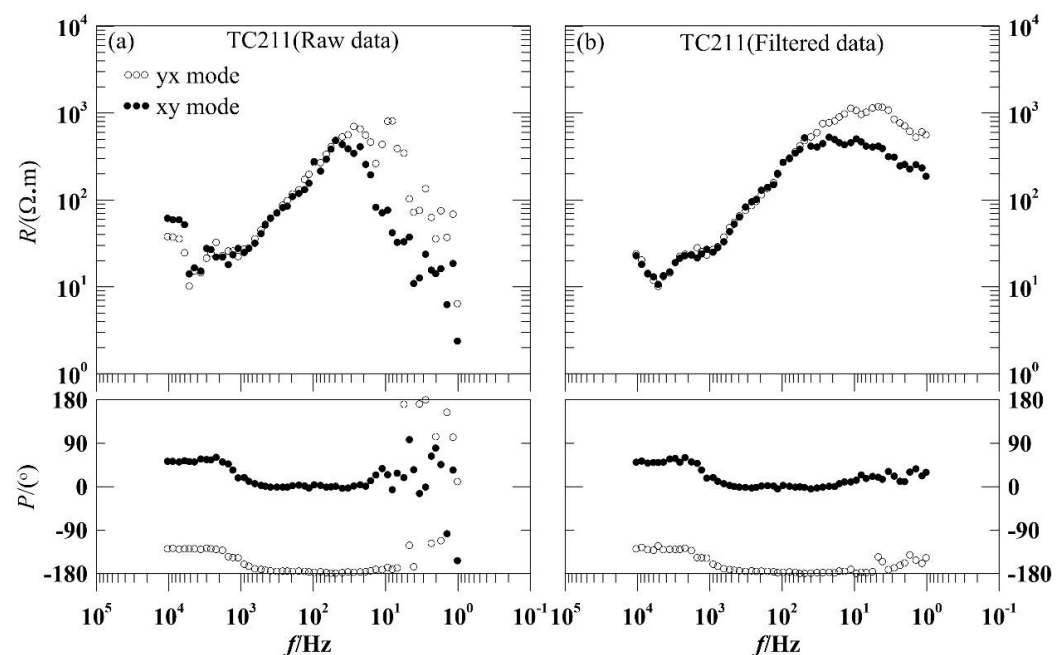 (a) TC211(Raw data)
yx mode
xy mode
R/(Ω.m)
10⁴
10³
10²
10¹
10⁰
P/(°)
180
90
0
-90
-180
10⁵ 10⁴ 10³ 10² 10¹ 10⁰ 10⁻¹
f/Hz
(b) TC211(Filtered data)
10⁴
10³
10²
10¹
10⁰
180
90
0
-90
-180
10⁵ 10⁴ 10³ 10² 10¹ 10⁰ 10⁻¹
f/Hz